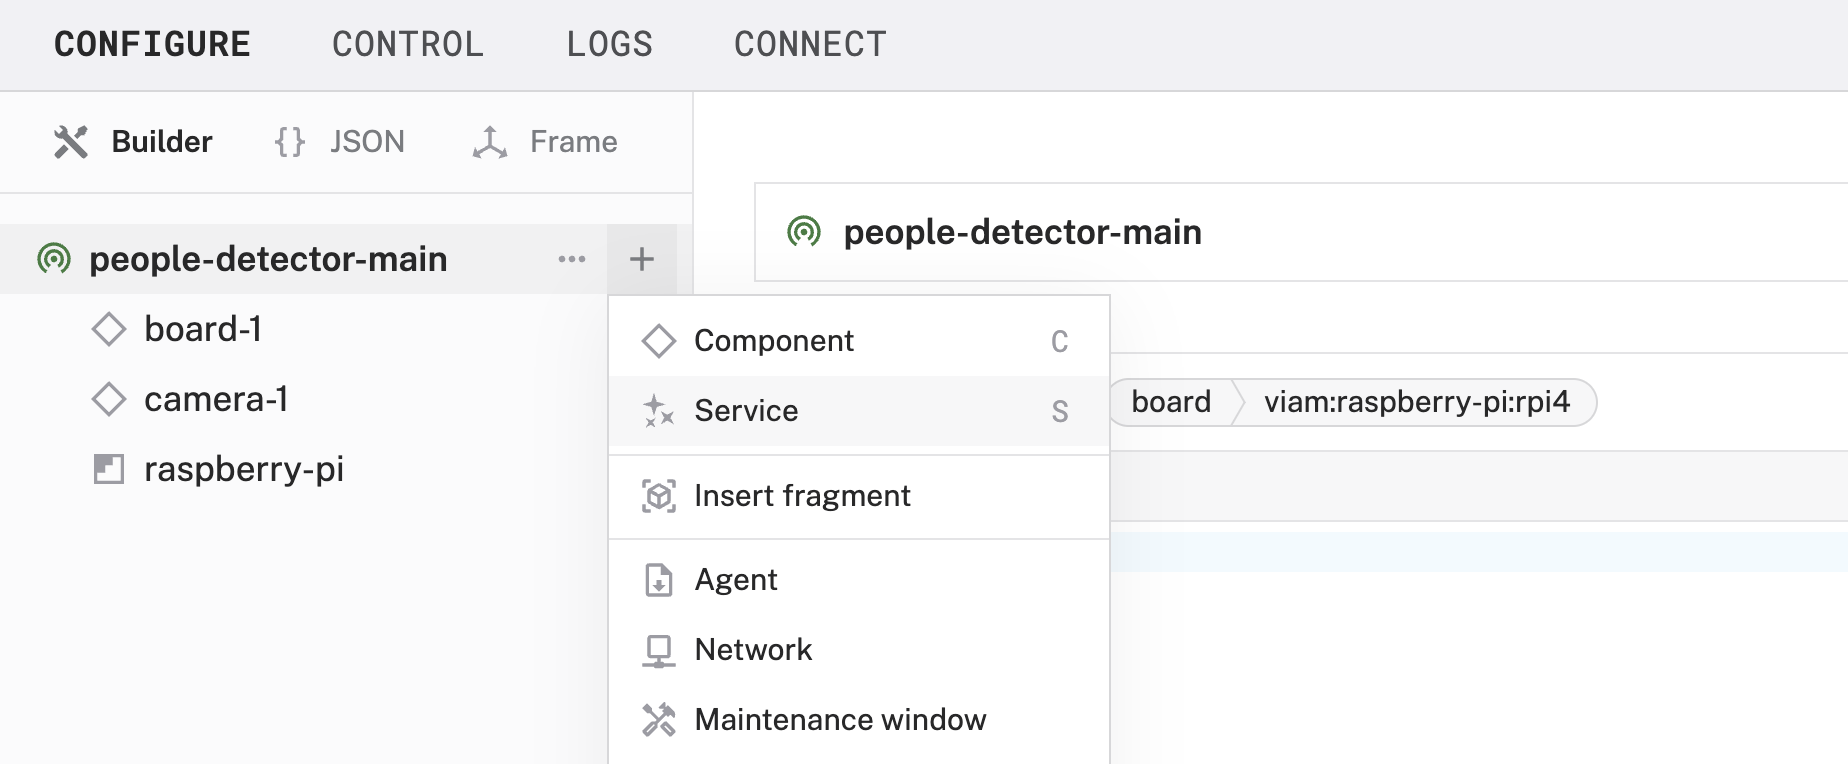 CONFIGURE CONTROL LOGS CONNECT
Builder {} JSON Frame
people-detector-main ... +
board-1
camera-1
raspberry-pi
Component C
Service S
Insert fragment
Agent
Network
Maintenance window
people-detector-main
board viam:raspberry-pi:rpi4